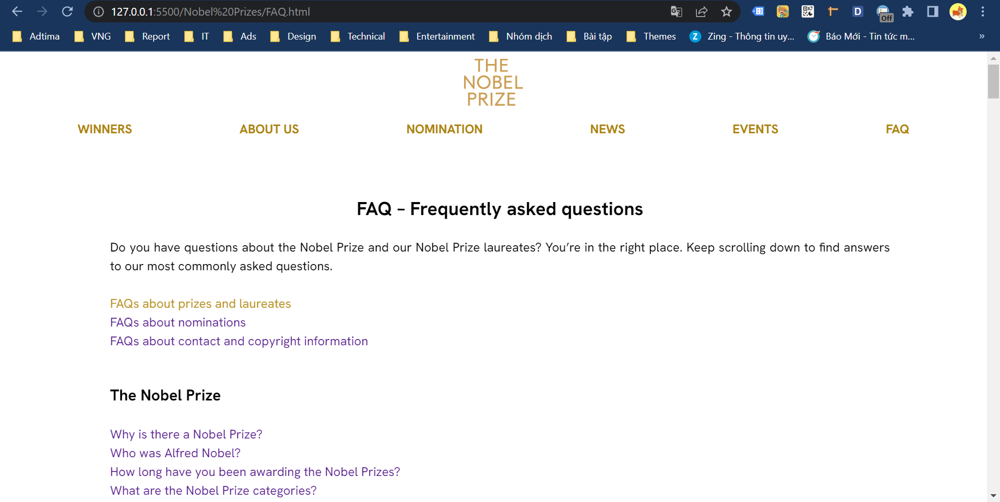 127.0.0.1:5500/Nobel%20Prizes/FAQ.html
Off
Adtima VNG Report IT Ads Design Technical Entertainment Nhóm dịch Bài tập Themes Z Zing - Thông tin uy... Báo Mới - Tin tức m... »
THE
NOBEL
PRIZE
WINNERS ABOUT US NOMINATION NEWS EVENTS FAQ
FAQ – Frequently asked questions
Do you have questions about the Nobel Prize and our Nobel Prize laureates? You’re in the right place. Keep scrolling down to find answers
to our most commonly asked questions.
FAQs about prizes and laureates
FAQs about nominations
FAQs about contact and copyright information
The Nobel Prize
Why is there a Nobel Prize?
Who was Alfred Nobel?
How long have you been awarding the Nobel Prizes?
What are the Nobel Prize categories?